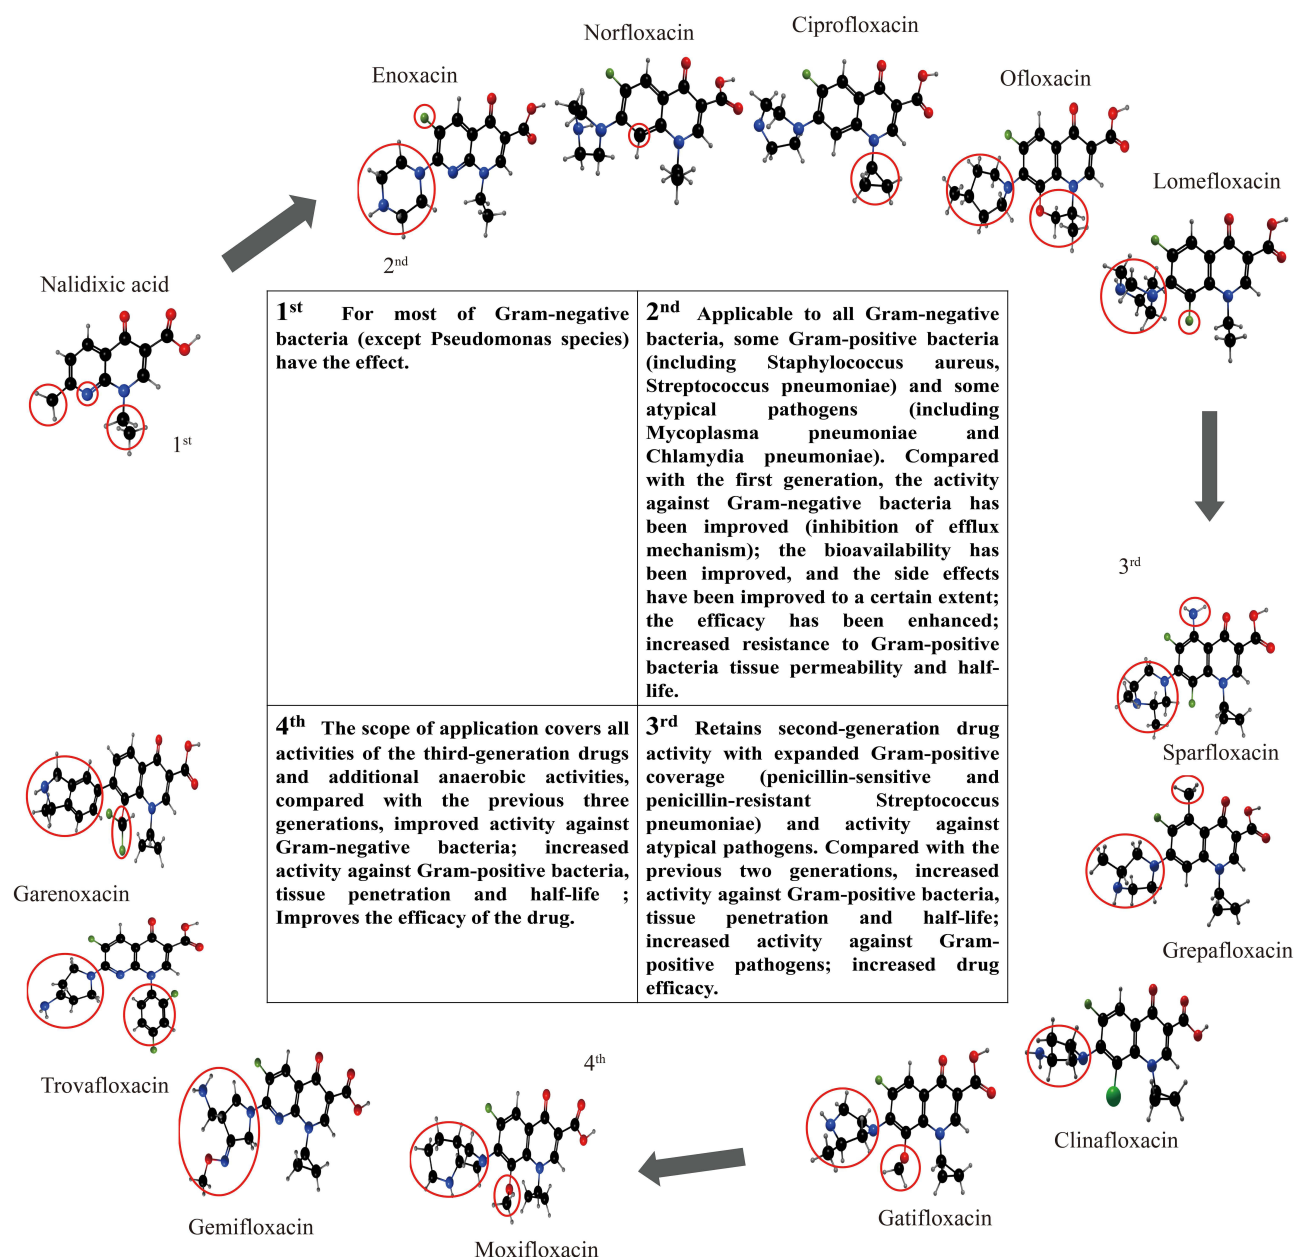 Norfloxacin
Ciprofloxacin
Enoxacin
Ofloxacin
Lomefloxacin
2nd
Nalidixic acid
1st
1st For most of Gram-negative
bacteria (except Pseudomonas species)
have the effect.
2nd Applicable to all Gram-negative
bacteria, some Gram-positive bacteria
(including Staphylococcus aureus,
Streptococcus pneumoniae) and some
atypical pathogens (including
Mycoplasma pneumoniae and
Chlamydia pneumoniae). Compared
with the first generation, the activity
against Gram-negative bacteria has
been improved (inhibition of efflux
mechanism); the bioavailability has
been improved, and the side effects
have been improved to a certain extent;
the efficacy has been enhanced;
increased resistance to Gram-positive
bacteria tissue permeability and half-
life.
3rd
Sparfloxacin
4th The scope of application covers all
activities of the third-generation drugs
and additional anaerobic activities,
compared with the previous three
generations, improved activity against
Gram-negative bacteria; increased
activity against Gram-positive bacteria,
tissue penetration and half-life ;
Improves the efficacy of the drug.
3rd Retains second-generation drug
activity with expanded Gram-positive
coverage (penicillin-sensitive and
penicillin-resistant Streptococcus
pneumoniae) and activity against
atypical pathogens. Compared with the
previous two generations, increased
activity against Gram-positive bacteria,
tissue penetration and half-life;
increased activity against Gram-
positive pathogens; increased drug
efficacy.
Garenoxacin
Grepafloxacin
Trovafloxacin
4th
Clinafloxacin
Gemifloxacin
Gatifloxacin
Moxifloxacin